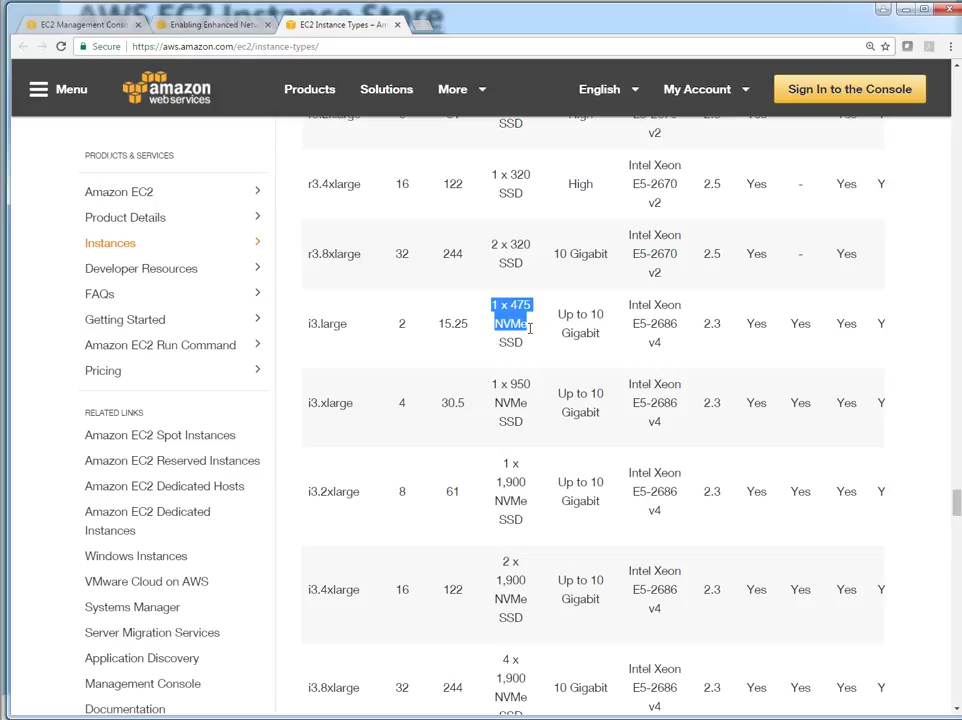 AWS EC2 Instance Store
EC2 Management Conso
Enabling Enhanced Netw
EC2 Instance Types – Am
Secure
https://aws.amazon.com/ec2/instance-types/
Menu
amazon
webservices
Products
Solutions
More
English
My Account
Sign In to the Console
PRODUCTS & SERVICES
Amazon EC2
Product Details
Instances
Developer Resources
FAQs
Getting Started
Amazon EC2 Run Command
Pricing
RELATED LINKS
Amazon EC2 Spot Instances
Amazon EC2 Reserved Instances
Amazon EC2 Dedicated Hosts
Amazon EC2 Dedicated
Instances
Windows Instances
VMware Cloud on AWS
Systems Manager
Server Migration Services
Application Discovery
Management Console
Documentation
SSD
v2
r3.4xlarge 16 122 1 x 320 SSD High Intel Xeon E5-2670 v2 2.5 Yes - Yes Y
r3.8xlarge 32 244 2 x 320 SSD 10 Gigabit Intel Xeon E5-2670 v2 2.5 Yes - Yes
i3.large 2 15.25 1 x 475 NVMe SSD Up to 10 Gigabit Intel Xeon E5-2686 v4 2.3 Yes Yes Yes Y
i3.xlarge 4 30.5 1 x 950 NVMe SSD Up to 10 Gigabit Intel Xeon E5-2686 v4 2.3 Yes Yes Yes Y
i3.2xlarge 8 61 1 x 1,900 NVMe SSD Up to 10 Gigabit Intel Xeon E5-2686 v4 2.3 Yes Yes Yes Y
i3.4xlarge 16 122 2 x 1,900 NVMe SSD Up to 10 Gigabit Intel Xeon E5-2686 v4 2.3 Yes Yes Yes Y
i3.8xlarge 32 244 4 x 1,900 NVMe SSD 10 Gigabit Intel Xeon E5-2686 v4 2.3 Yes Yes Yes Y